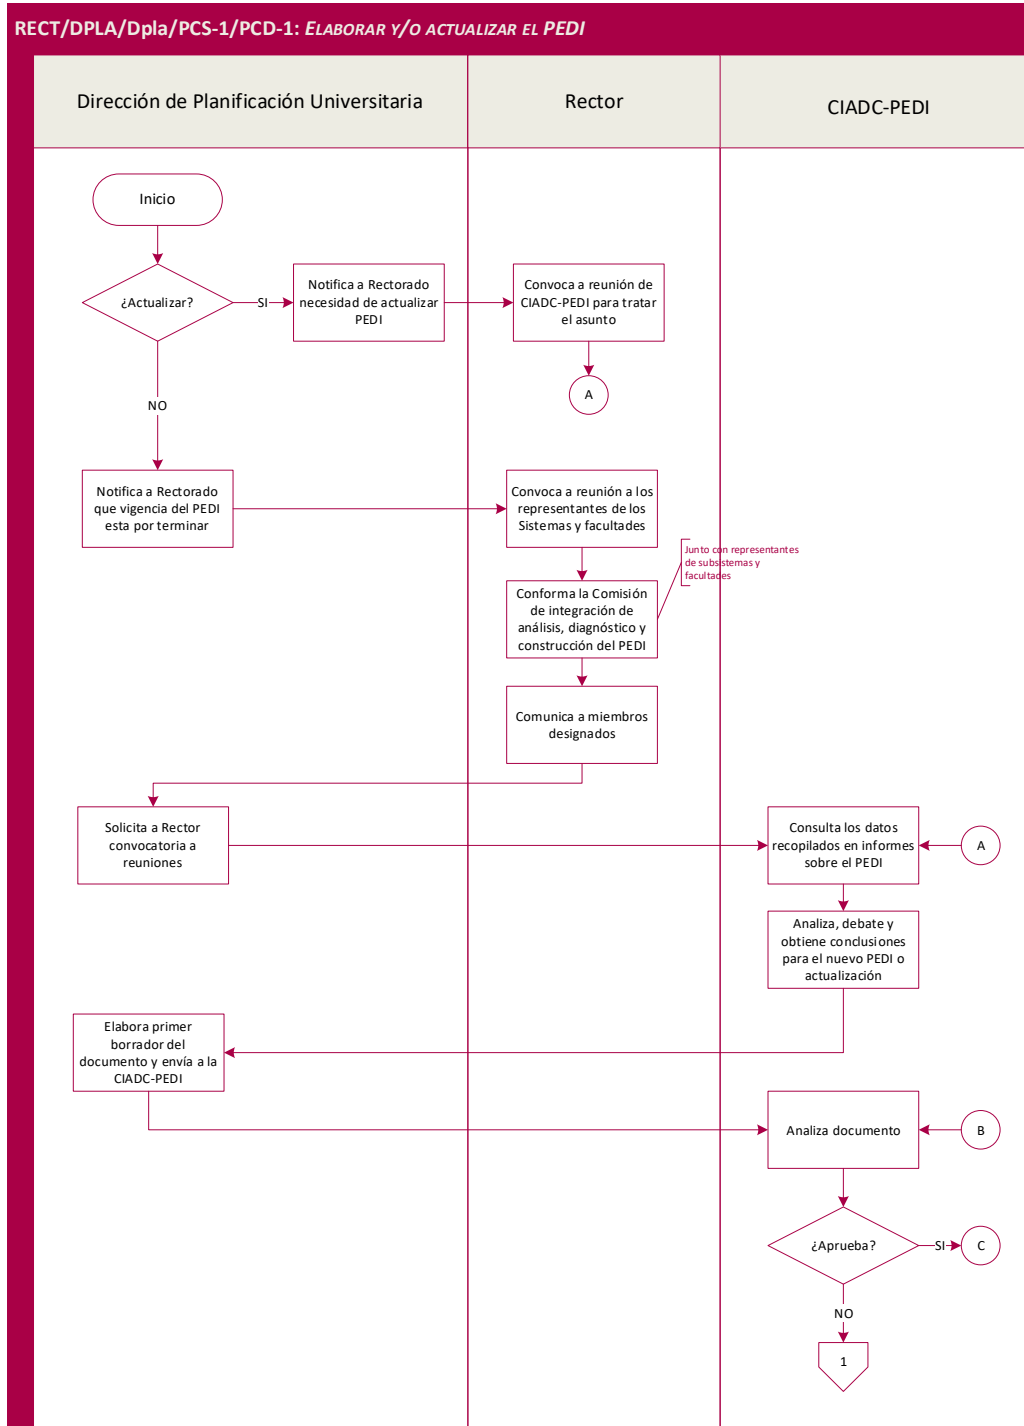 RECT/DPLA/Dpla/PCS-1/PCD-1: ELABORAR Y/O ACTUALIZAR EL PEDI
Dirección de Planificación Universitaria
Rector
CIADC-PEDI
Inicio
¿Actualizar?
SI
Notifica a Rectorado
necesidad de actualizar
PEDI
Convoca a reunión de
CIADC-PEDI para tratar
el asunto
A
NO
Notifica a Rectorado
que vigencia del PEDI
esta por terminar
Convoca a reunión a los
representantes de los
Sistemas y facultades
Junto con representantes
de subsistemas y
facultades
Conforma la Comisión
de integración de
análisis, diagnóstico y
construcción del PEDI
Comunica a miembros
designados
Solicita a Rector
convocatoria a
reuniones
Consulta los datos
recopilados en informes
sobre el PEDI
A
Analiza, debate y
obtiene conclusiones
para el nuevo PEDI o
actualización
Elabora primer
borrador del
documento y envía a la
CIADC-PEDI
Analiza documento
B
¿Aprueba?
SI
C
NO
1